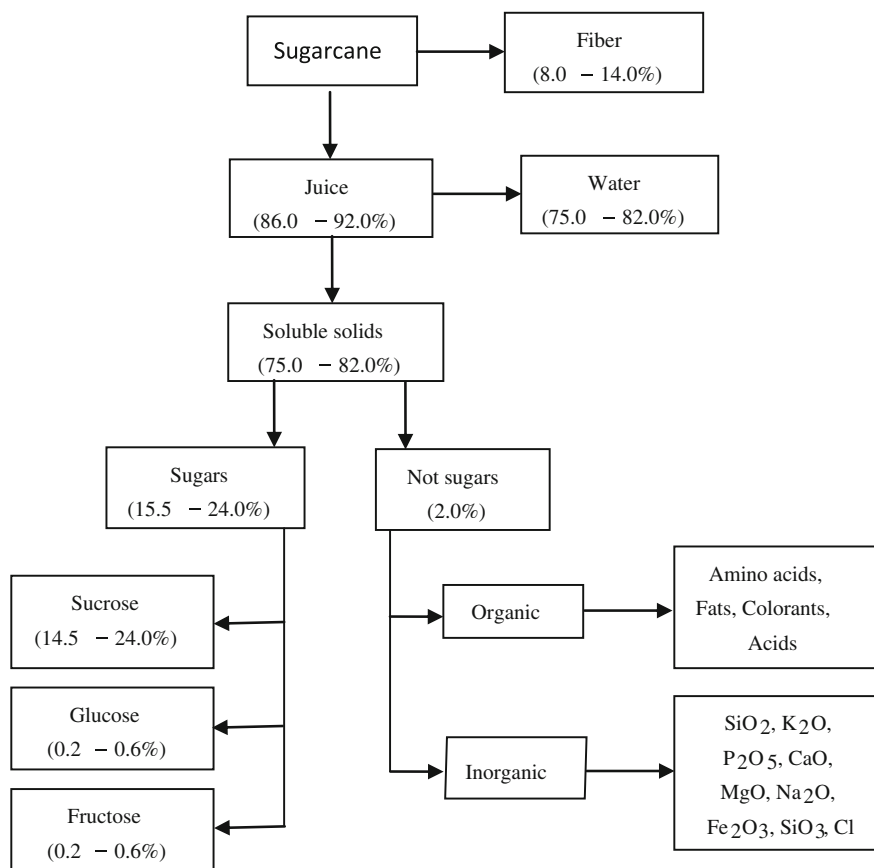 Sugarcane
Fiber
(8.0 – 14.0%)
Juice
(86.0 – 92.0%)
Water
(75.0 – 82.0%)
Soluble solids
(75.0 – 82.0%)
Sugars
(15.5 – 24.0%)
Not sugars
(2.0%)
Sucrose
(14.5 – 24.0%)
Glucose
(0.2 – 0.6%)
Fructose
(0.2 – 0.6%)
Organic
Amino acids,
Fats, Colorants,
Acids
Inorganic
SiO2, K2O,
P2O5, CaO,
MgO, Na2O,
Fe2O3, SiO3, Cl